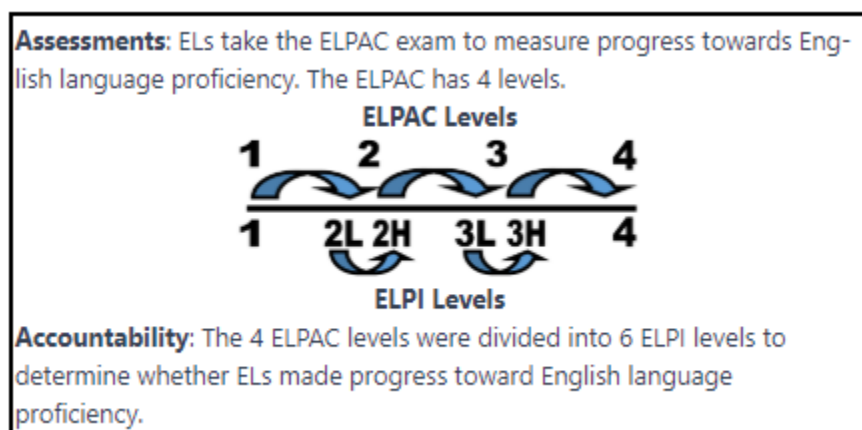 Assessments: ELs take the ELPAC exam to measure progress towards Eng-
lish language proficiency. The ELPAC has 4 levels.
ELPAC Levels
1 2 3 4
1 2L 2H 3L 3H 4
ELPI Levels
Accountability: The 4 ELPAC levels were divided into 6 ELPI levels to
determine whether ELs made progress toward English language
proficiency.